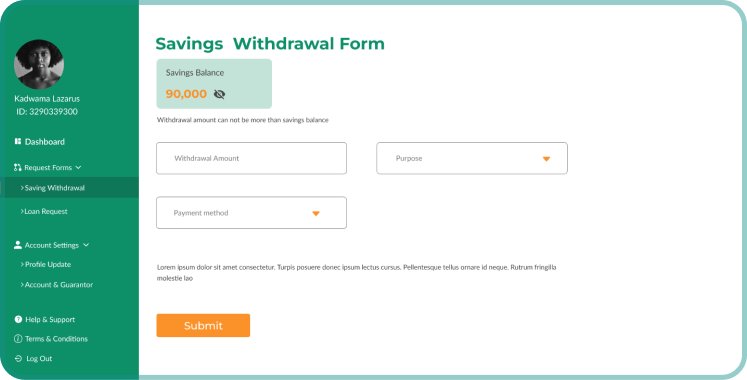 Kadwama Lazarus
ID: 3290339300
Dashboard
Request Forms
Saving Withdrawal
Loan Request
Account Settings
Profile Update
Account & Guarantor
Help & Support
Terms & Conditions
Log Out
Savings Withdrawal Form
Savings Balance
90,000
Withdrawal amount can not be more than savings balance
Withdrawal Amount
Purpose
Payment method
Lorem ipsum dolor sit amet consectetur. Turpis posuere donec ipsum lectus cursus. Pellentesque tellus ornare id neque. Rutrum fringilla
molestie lao
Submit